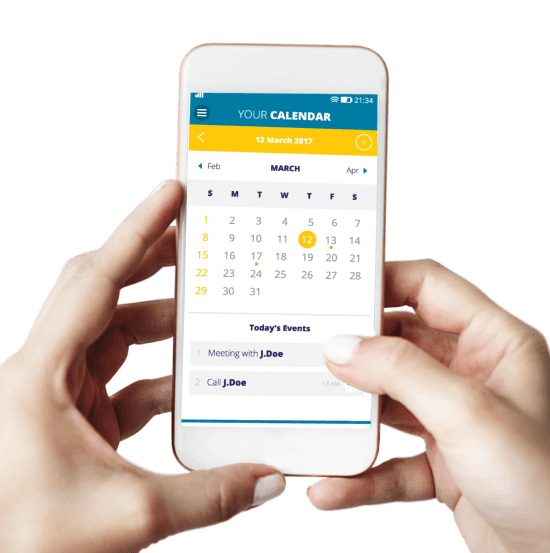 21:34
YOUR CALENDAR
12 March 2017
Feb MARCH Apr
S M T W T F S
1 2 3 4 5 6 7
8 9 10 11 12 13 14
15 16 17 18 19 20 21
22 23 24 25 26 27 28
29 30 31
Today's Events
1 Meeting with J.Doe
2 Call J.Doe